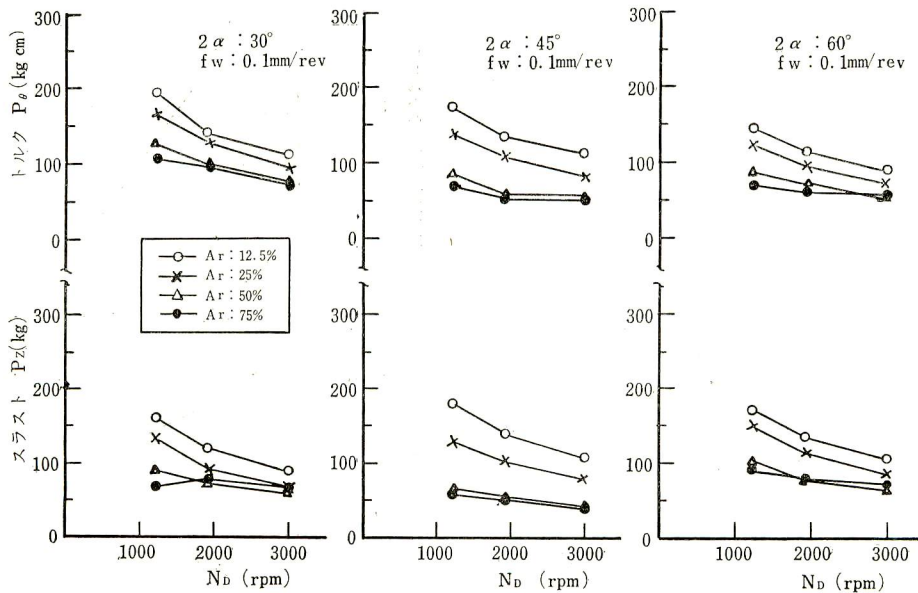 トルク Pθ (kg cm)
300
200
100
0
2α : 30°
fw : 0.1mm/rev
300
200
100
0
2α : 45°
fw : 0.1mm/rev
300
200
100
0
2α : 60°
fw : 0.1mm/rev
Ar : 12.5%
Ar : 25%
Ar : 50%
Ar : 75%
スラスト Pz(kg)
300
200
100
0
1000 2000 3000
ND (rpm)
300
200
100
0
1000 2000 3000
ND (rpm)
300
200
100
0
1000 2000 3000
ND (rpm)